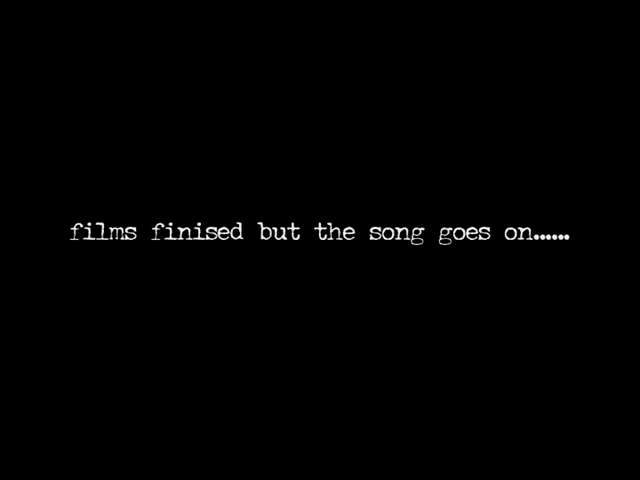 films finised but the song goes on......